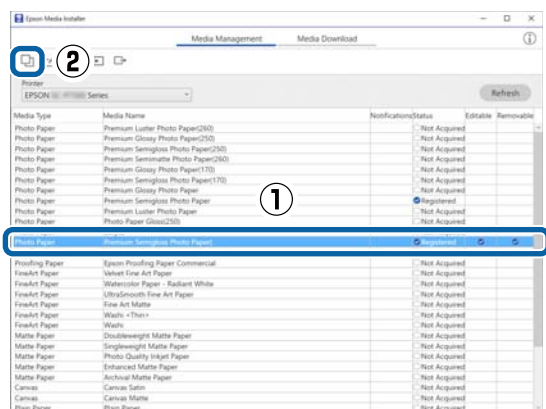 Epson Media Installer
Media Management Media Download
②
Printer
EPSON Series
Refresh
Media Type Media Name Notifications Status Editable Removable
Photo Paper Premium Luster Photo Paper(260) Not Acquired
Photo Paper Premium Glossy Photo Paper(250) Not Acquired
Photo Paper Premium Semigloss Photo Paper(250) Not Acquired
Photo Paper Premium Semimatte Photo Paper(260) Not Acquired
Photo Paper Premium Glossy Photo Paper(170) Not Acquired
Photo Paper Premium Semigloss Photo Paper(170) Not Acquired
Photo Paper Premium Glossy Photo Paper Not Acquired
Photo Paper Premium Semigloss Photo Paper Registered
Photo Paper Premium Luster Photo Paper Not Acquired
Photo Paper Photo Paper Gloss(250) Not Acquired
①
Photo Paper Premium Semigloss Photo Paper( Registered
Proofing Paper Epson Proofing Paper Commercial Not Acquired
FineArt Paper Velvet Fine Art Paper Not Acquired
FineArt Paper Watercolor Paper - Radiant White Not Acquired
FineArt Paper UltraSmooth Fine Art Paper Not Acquired
FineArt Paper Fine Art Matte Not Acquired
FineArt Paper Washi <Thin> Not Acquired
FineArt Paper Washi Not Acquired
Matte Paper Doubleweight Matte Paper Not Acquired
Matte Paper Singleweight Matte Paper Not Acquired
Matte Paper Photo Quality Inkjet Paper Not Acquired
Matte Paper Enhanced Matte Paper Not Acquired
Matte Paper Archival Matte Paper Not Acquired
Canvas Canvas Satin Not Acquired
Canvas Canvas Matte Not Acquired
Plain Paper Plain Paper Not Acquired